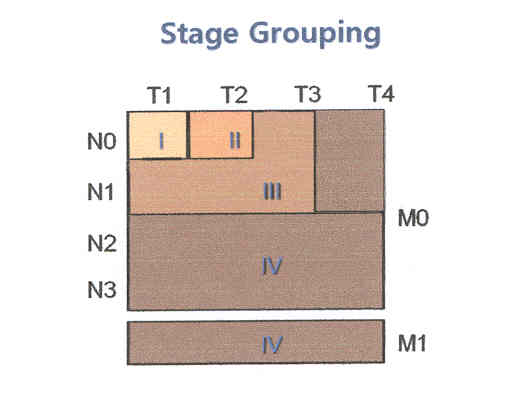 Stage Grouping
T1 T2 T3 T4
N0 I II
N1 III
M0
N2
IV
N3
IV M1